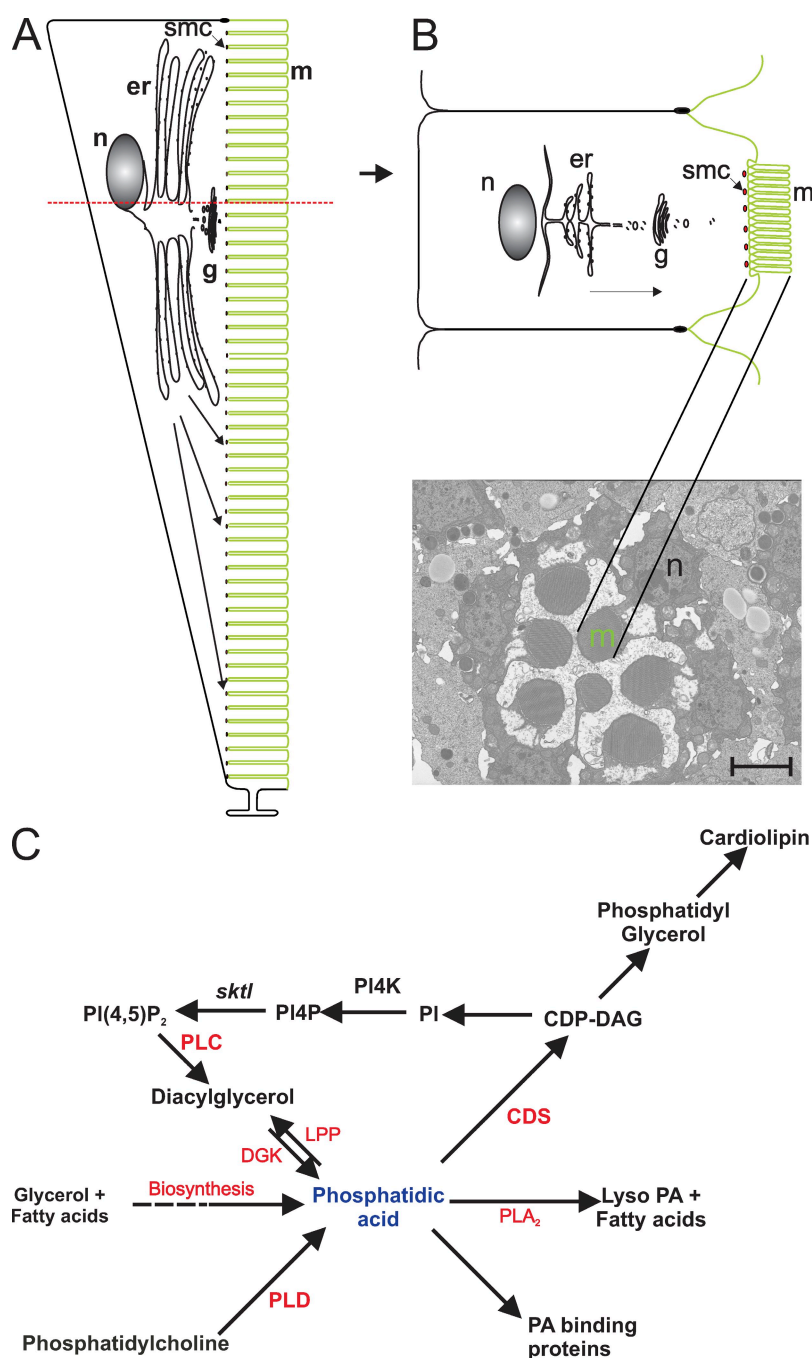 A
smc
m
er
n
g
B
n
er
smc
m
g
n
m
C
Cardiolipin
Phosphatidyl
Glycerol
sktl
PI4K
PI(4,5)P₂
PI4P
PI
CDP-DAG
PLC
Diacylglycerol
LPP
DGK
CDS
Glycerol +
Fatty acids
Biosynthesis
Phosphatidic
acid
PLA₂
Lyso PA +
Fatty acids
PLD
Phosphatidylcholine
PA binding
proteins